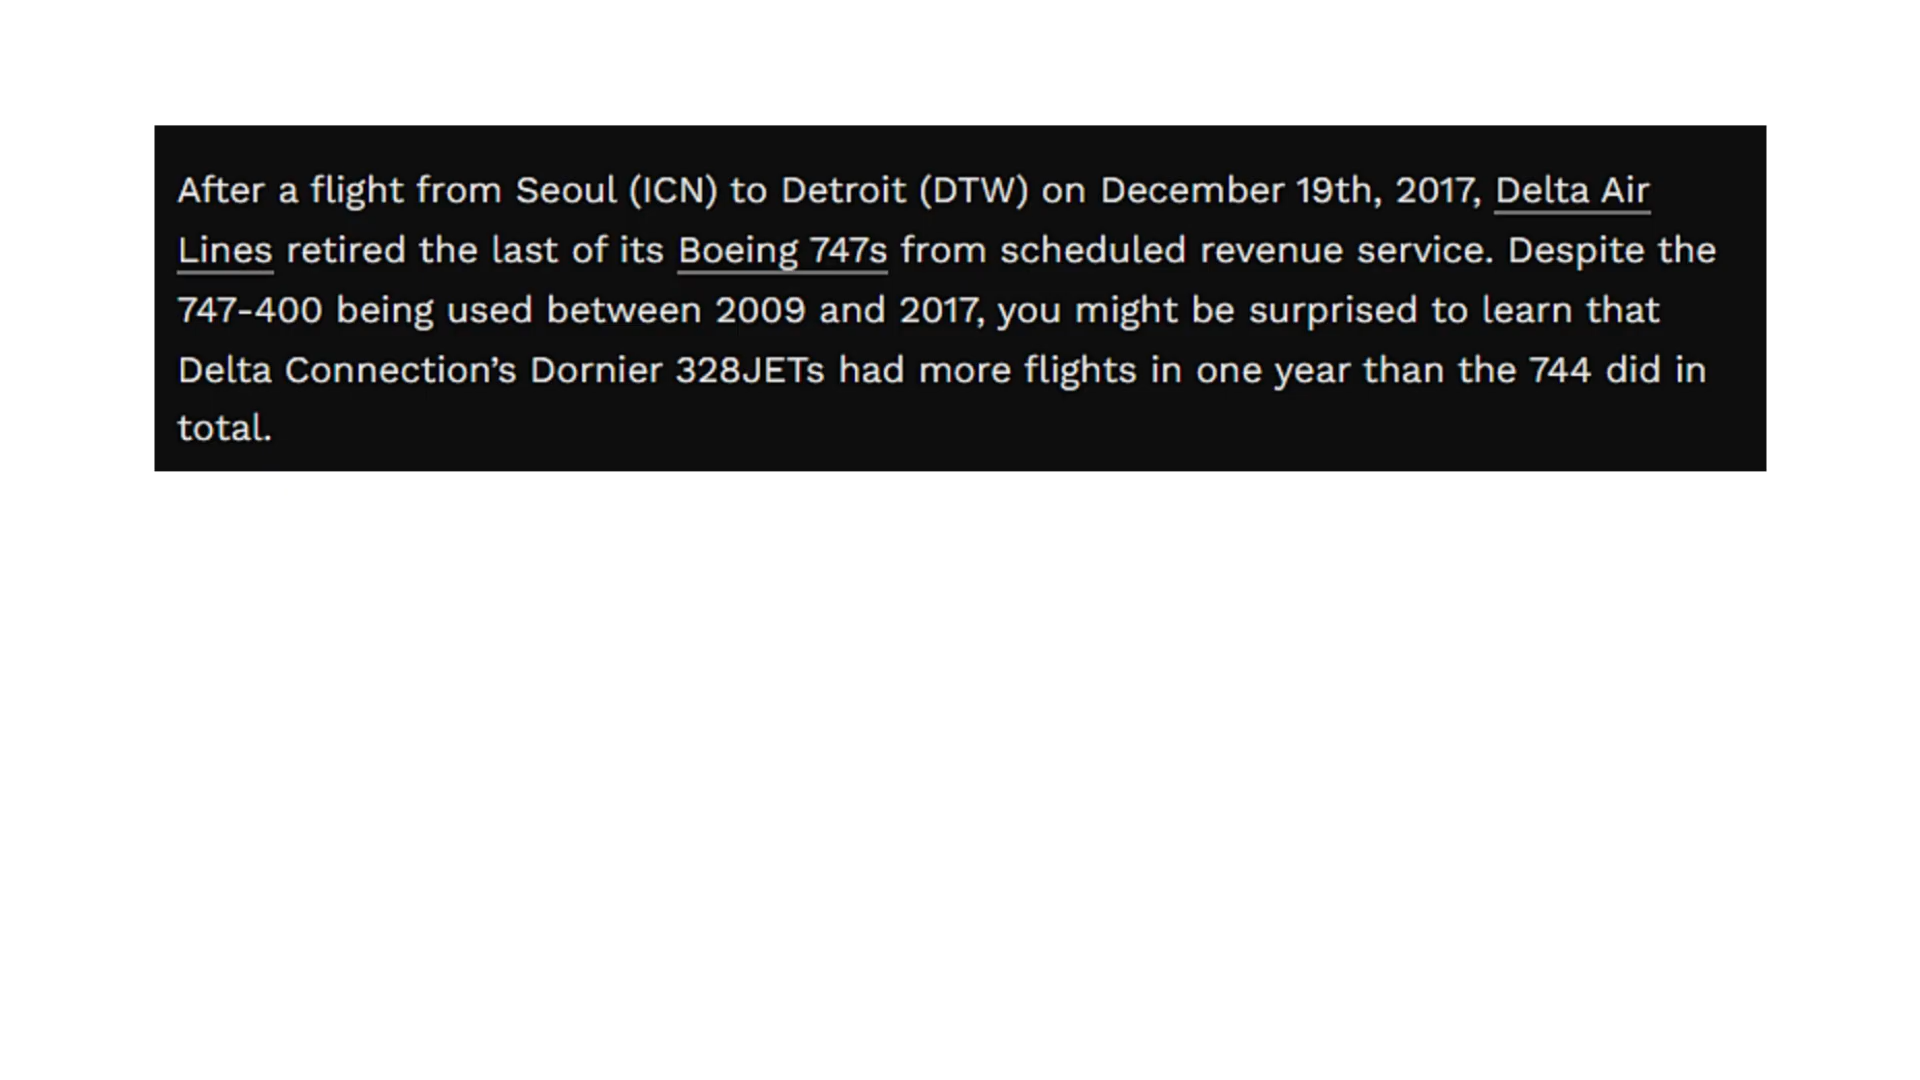 After a flight from Seoul (ICN) to Detroit (DTW) on December 19th, 2017, Delta Air
Lines retired the last of its Boeing 747s from scheduled revenue service. Despite the
747-400 being used between 2009 and 2017, you might be surprised to learn that
Delta Connection’s Dornier 328JETs had more flights in one year than the 744 did in
total.